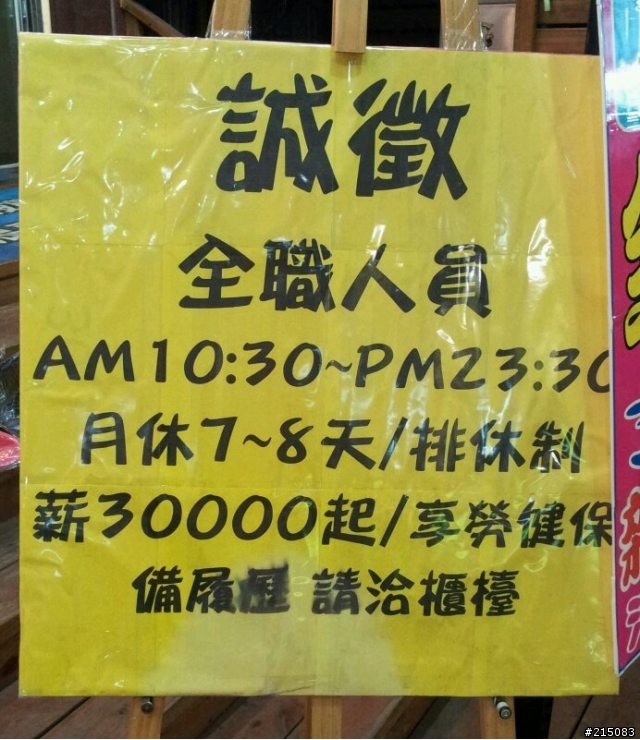 誠徵
全職人員
AM10:30~PM23:30
月休7~8天/排休制
薪30000起/享勞健保
備履歷 請洽櫃檯
#215083